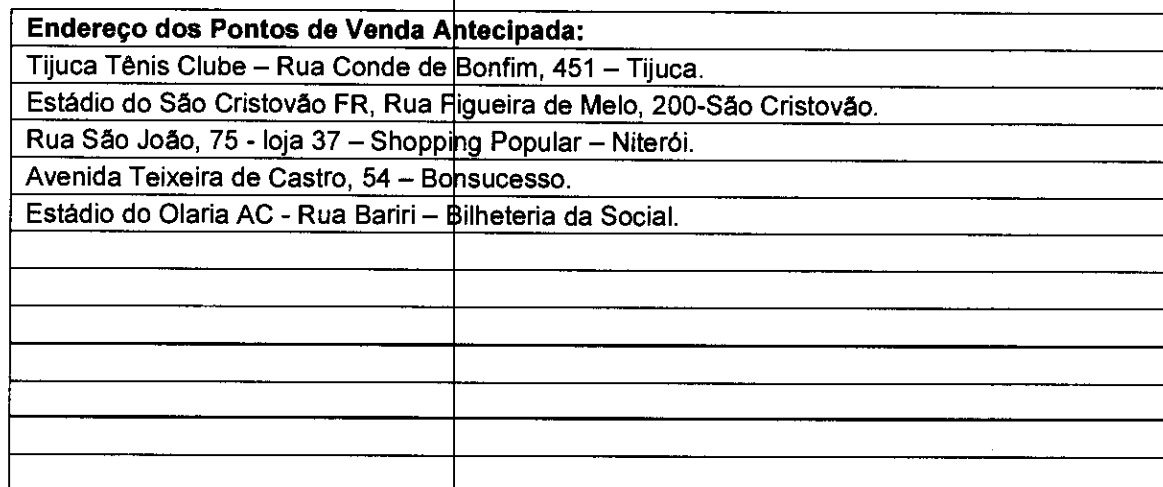 Endereço dos Pontos de Venda Antecipada:
Tijuca Tênis Clube – Rua Conde de Bonfim, 451 – Tijuca.
Estádio do São Cristovão FR, Rua Figueira de Melo, 200-São Cristovão.
Rua São João, 75 - loja 37 – Shopping Popular – Niterói.
Avenida Teixeira de Castro, 54 – Bonsucesso.
Estádio do Olaria AC - Rua Bariri – Bilheteria da Social.